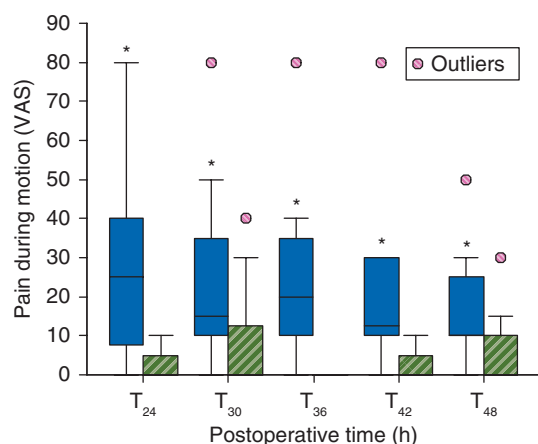 Pain during motion (VAS)
90
80
70
60
50
40
30
20
10
0
Outliers
*
*
*
*
*
T24
T30
T36
T42
T48
Postoperative time (h)